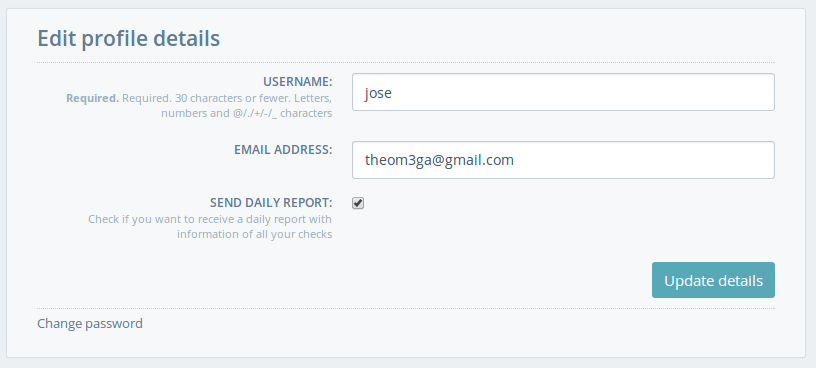 Edit profile details
USERNAME:
Required. Required. 30 characters or fewer. Letters,
numbers and @/./+/-/_ characters
jose
EMAIL ADDRESS:
theom3ga@gmail.com
SEND DAILY REPORT:
Check if you want to receive a daily report with
information of all your checks
Update details
Change password